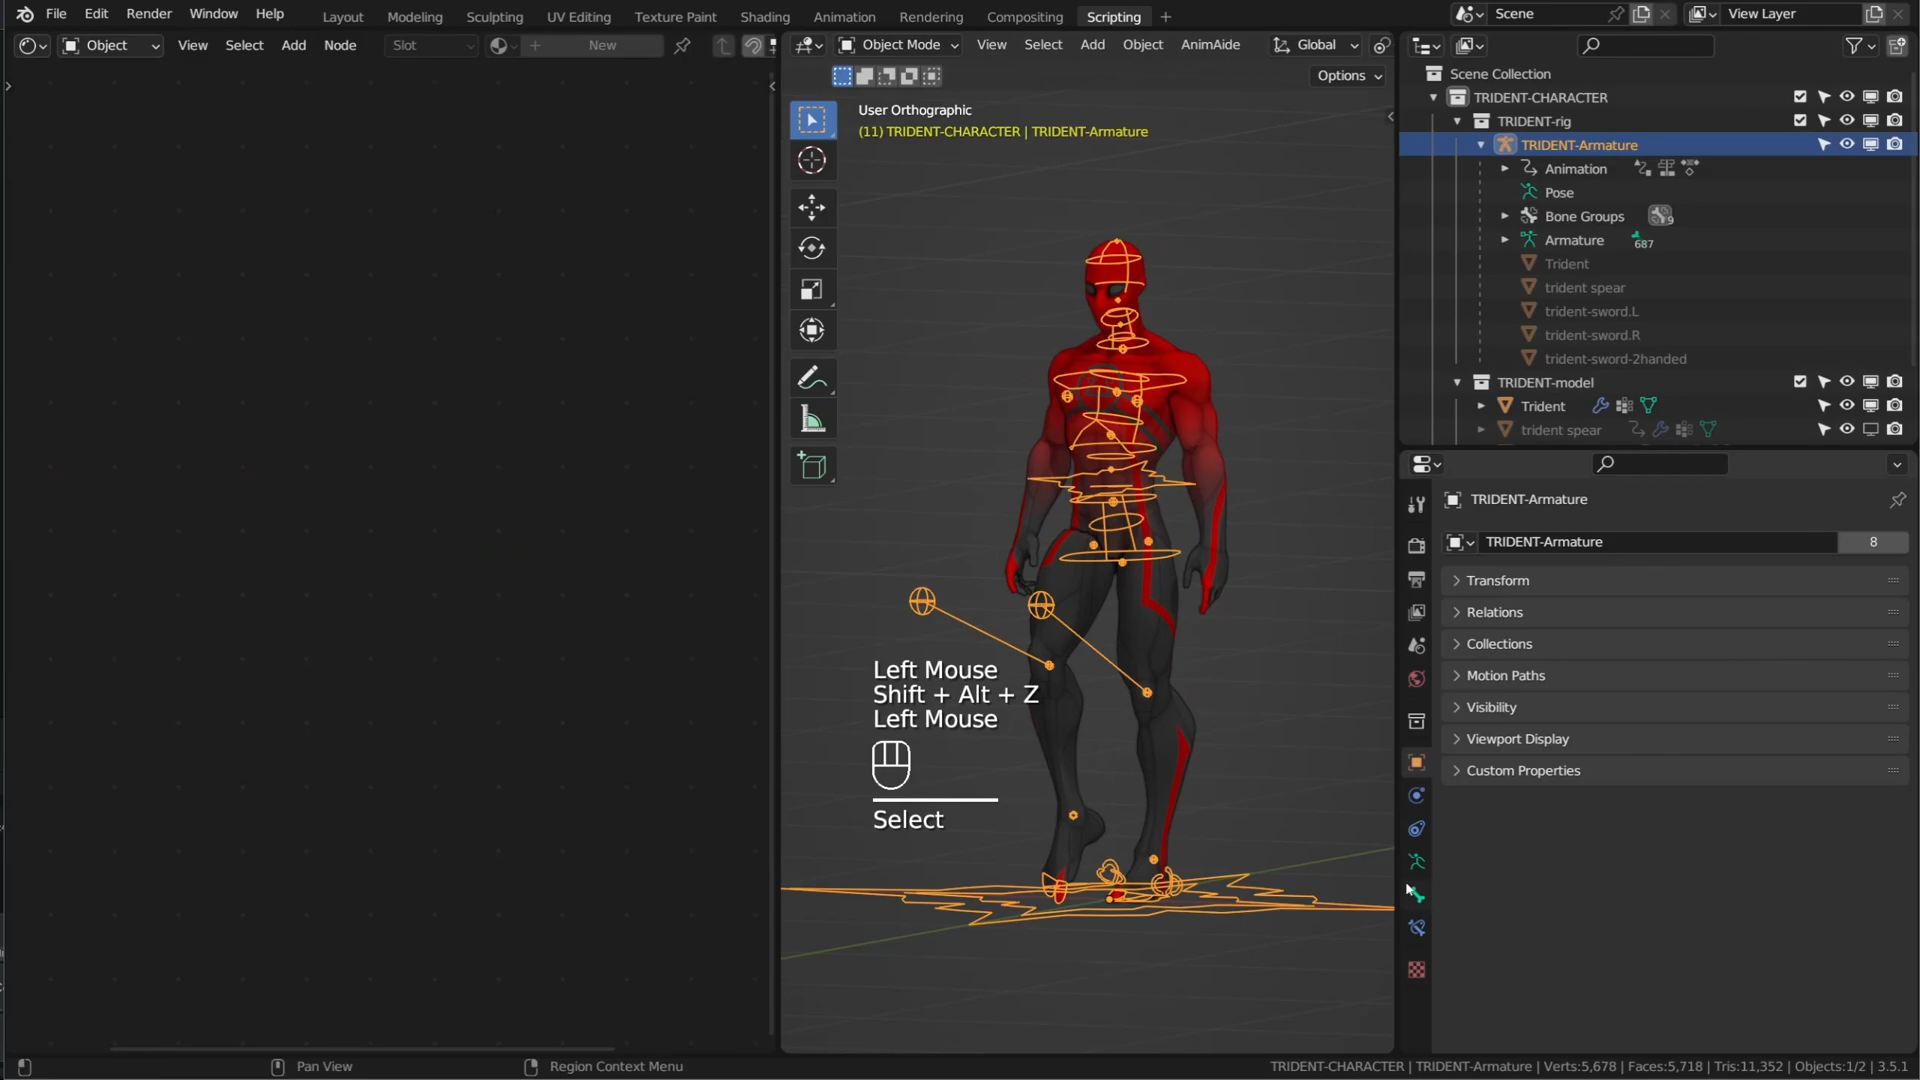 File Edit Render Window Help
Layout Modeling Sculpting UV Editing Texture Paint Shading Animation Rendering Compositing Scripting
Scene
View Layer
Object View Select Add Node Slot New
Object Mode View Select Add Object AnimAide Global
Options
User Orthographic
(11) TRIDENT-CHARACTER | TRIDENT-Armature
Left Mouse
Shift + Alt + Z
Left Mouse
Select
Scene Collection
TRIDENT-CHARACTER
TRIDENT-rig
TRIDENT-Armature
Animation
Pose
Bone Groups 9
Armature 687
Trident
trident spear
trident-sword.L
trident-sword.R
trident-sword-2handed
TRIDENT-model
Trident
trident spear
TRIDENT-Armature
TRIDENT-Armature 8
Transform
Relations
Collections
Motion Paths
Visibility
Viewport Display
Custom Properties
Pan View Region Context Menu
TRIDENT-CHARACTER | TRIDENT-Armature | Verts:5,678 | Faces:5,718 | Tris:11,352 | Objects:1/2 | 3.5.1